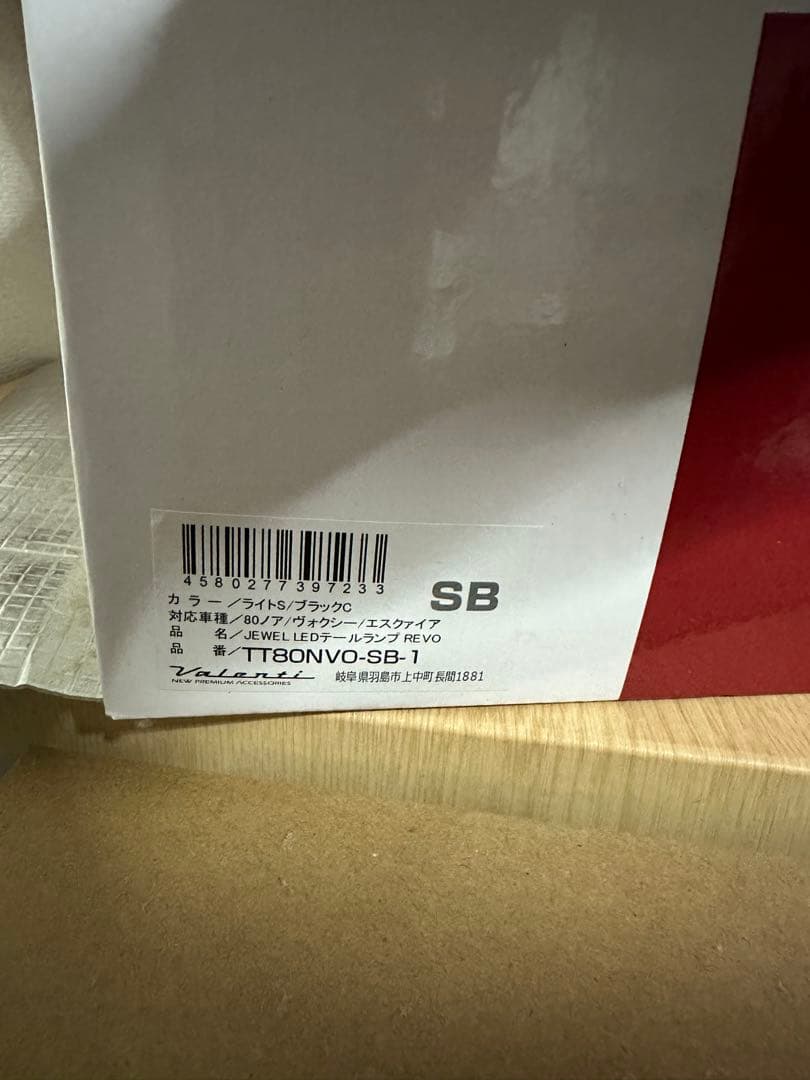 4580277397233
SB
カラー/ライトS/ブラックC
対応車種/80ノア/ヴォクシー/エスクァイア
品　名/JEWEL LEDテールランプ REVO
品　番/TT80NVO-SB-1
Valenti
NEW PREMIUM ACCESSORIES
岐阜県羽島市上中町長間1881